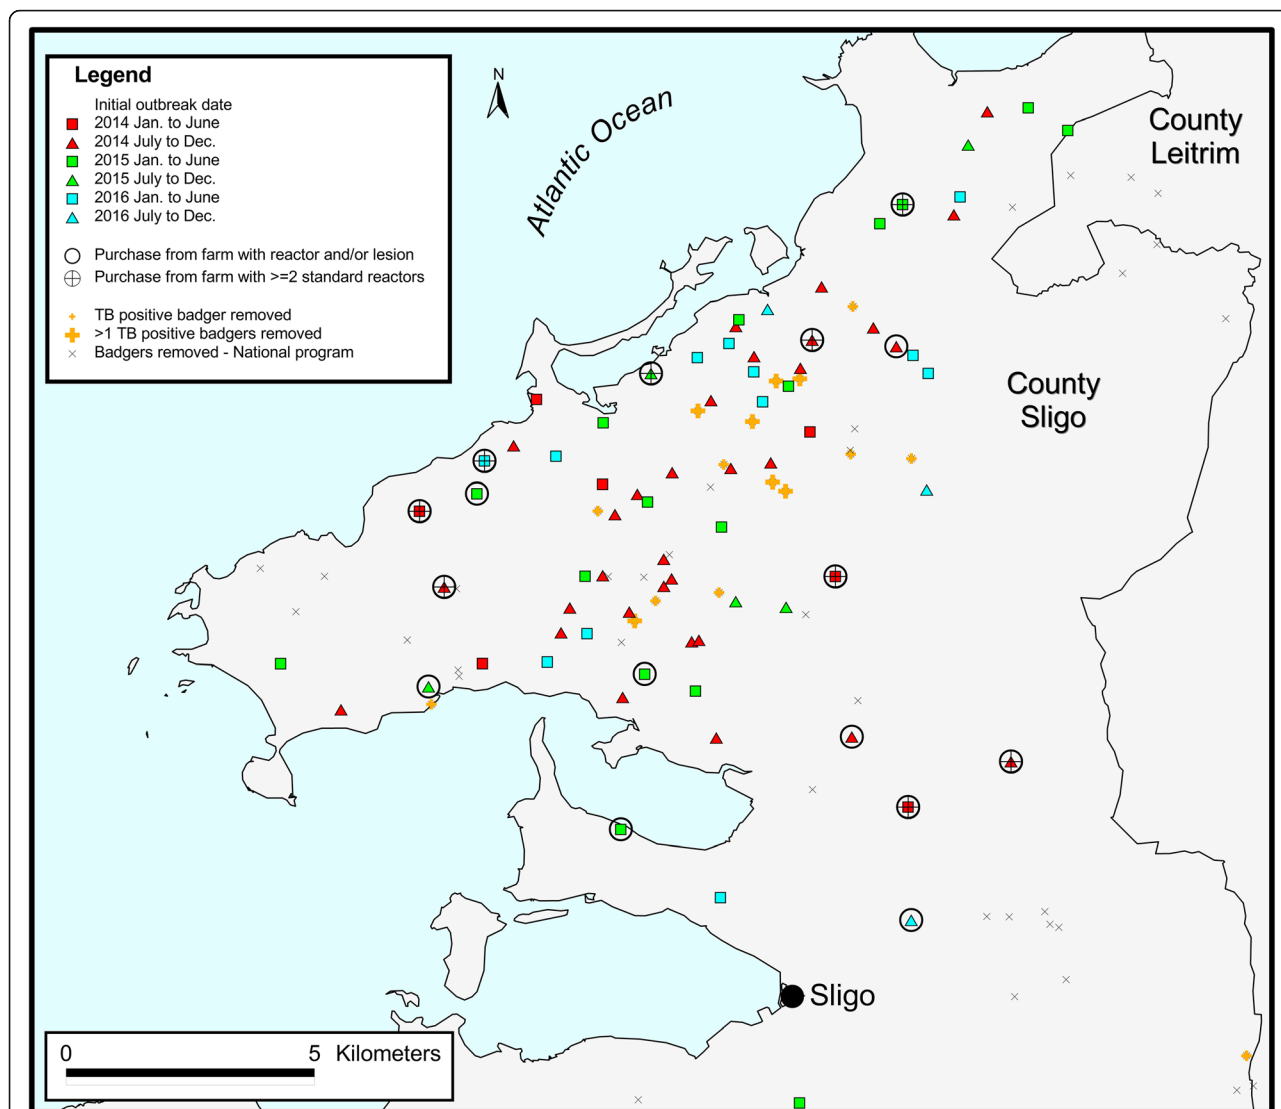 Legend
Initial outbreak date
2014 Jan. to June
2014 July to Dec.
2015 Jan. to June
2015 July to Dec.
2016 Jan. to June
2016 July to Dec.
Purchase from farm with reactor and/or lesion
Purchase from farm with >=2 standard reactors
TB positive badger removed
>1 TB positive badgers removed
Badgers removed - National program
N
Atlantic Ocean
County
Leitrim
County
Sligo
Sligo
0 5 Kilometers